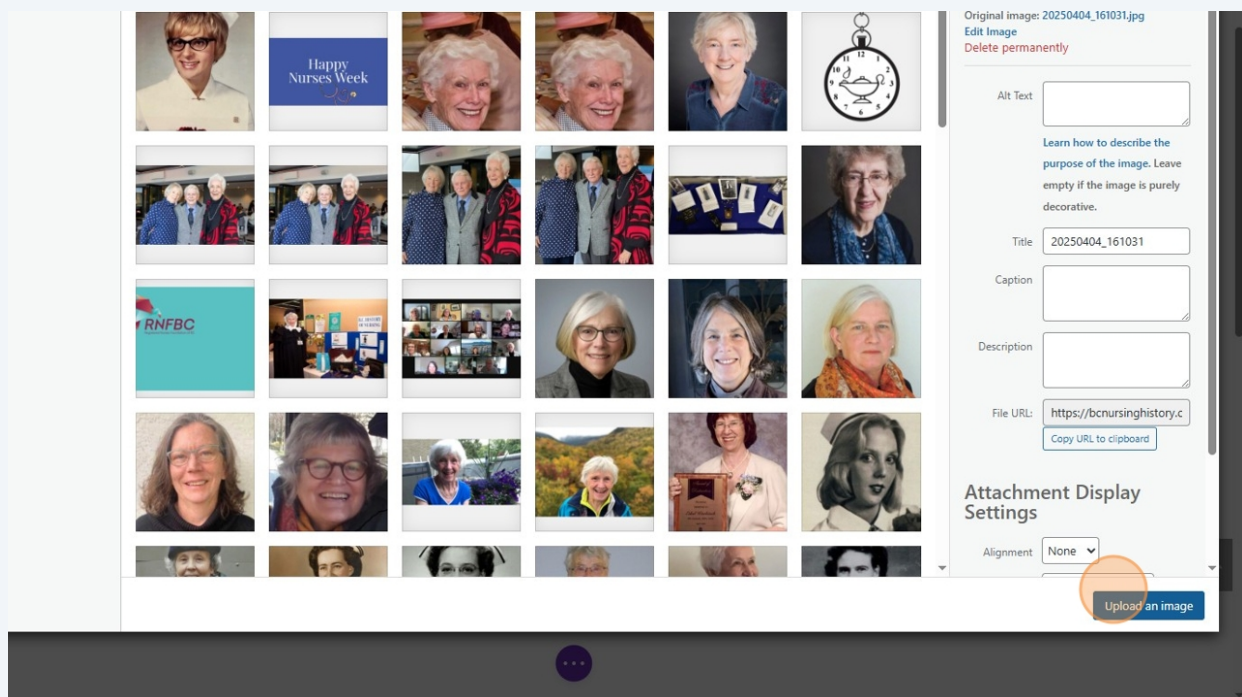 Original image: 20250404_161031.jpg
Edit Image
Delete permanently
Happy
Nurses Week
12
Alt Text
Learn how to describe the
purpose of the image. Leave
empty if the image is purely
decorative.
Title
20250404_161031
Caption
RNFBC
Description
File URL:
https://bcnursinghistory.c
Copy URL to clipboard
Attachment Display
Settings
Alignment
None
Upload an image